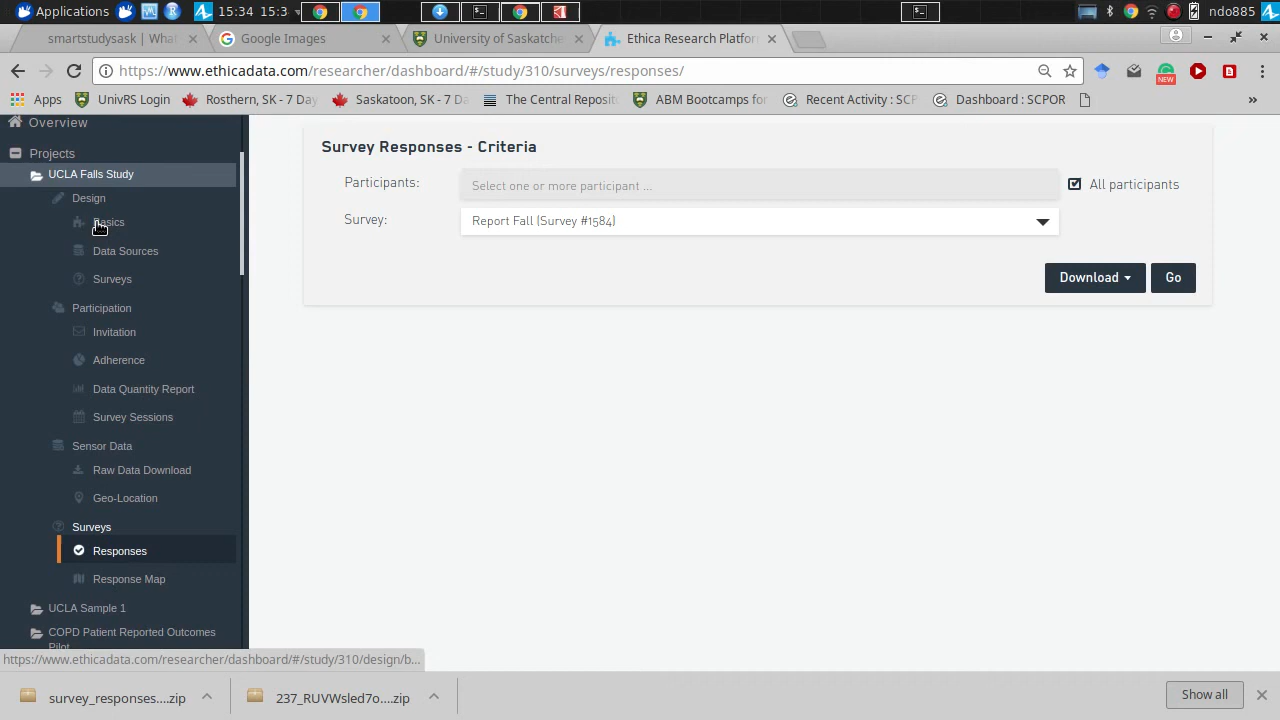 Applications 15:34 15:3 ndo885
smartstudysask | What Google Images University of Saskatche Ethica Research Platfor
https://www.ethicadata.com/researcher/dashboard/#/study/310/surveys/responses/
NEW
Apps UnivRS Login Rosthern, SK - 7 Day Saskatoon, SK - 7 Da The Central Reposit ABM Bootcamps for Recent Activity : SCP Dashboard : SCPOR »
Overview
Projects
UCLA Falls Study
Design
Basics
Data Sources
Surveys
Participation
Invitation
Adherence
Data Quantity Report
Survey Sessions
Sensor Data
Raw Data Download
Geo-Location
Surveys
Responses
Response Map
UCLA Sample 1
COPD Patient Reported Outcomes
Pilot
Survey Responses - Criteria
Participants: Select one or more participant ... All participants
Survey: Report Fall (Survey #1584)
Download Go
https://www.ethicadata.com/researcher/dashboard/#/study/310/design/b...
survey_responses....zip 237_RUVWsled7o....zip Show all